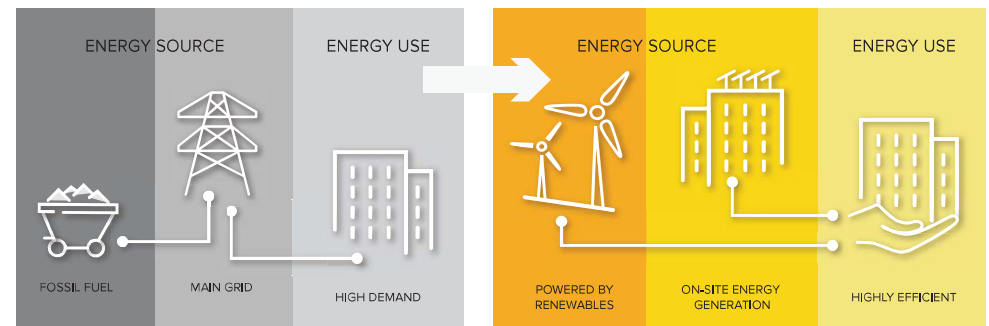 ENERGY SOURCE
ENERGY USE
FOSSIL FUEL
MAIN GRID
HIGH DEMAND
ENERGY SOURCE
ENERGY USE
POWERED BY
RENEWABLES
ON-SITE ENERGY
GENERATION
HIGHLY EFFICIENT